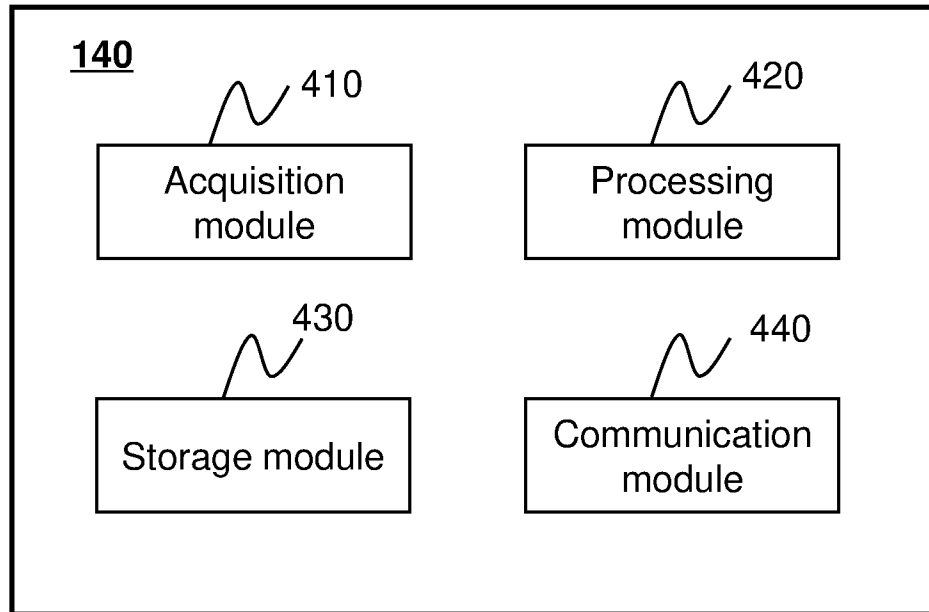 140
410
420
Acquisition
module
Processing
module
430
440
Storage module
Communication
module